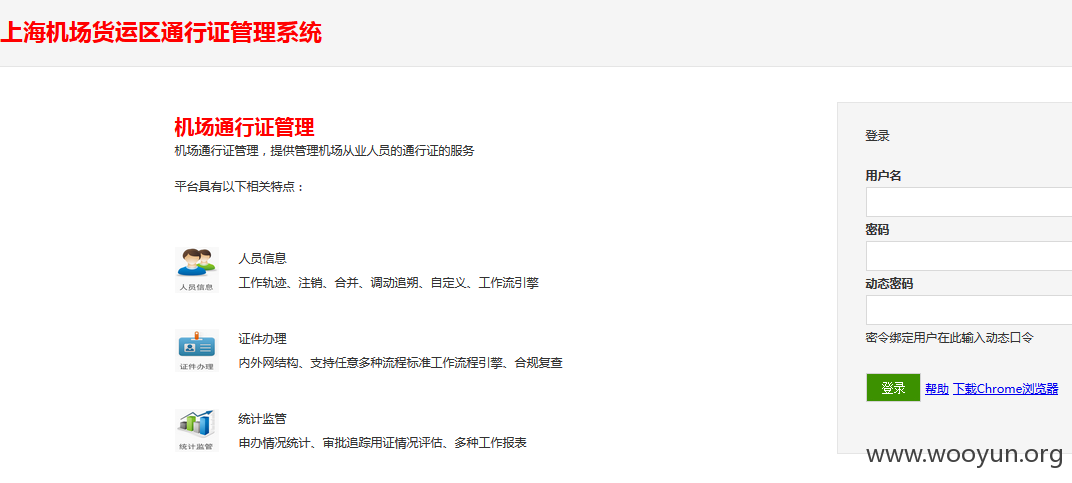 上海机场货运区通行证管理系统
机场通行证管理
机场通行证管理，提供管理机场从业人员的通行证的服务
平台具有以下相关特点：
人员信息
人员信息
工作轨迹、注销、合并、调动追朔、自定义、工作流引擎
证件办理
证件办理
内外网结构、支持任意多种流程标准工作流程引擎、合规复查
统计监管
统计监管
申办情况统计、审批追踪用证情况评估、多种工作报表
登录
用户名
密码
动态密码
密令绑定用户在此输入动态口令
登录 帮助 下载Chrome浏览器
www.wooyun.org